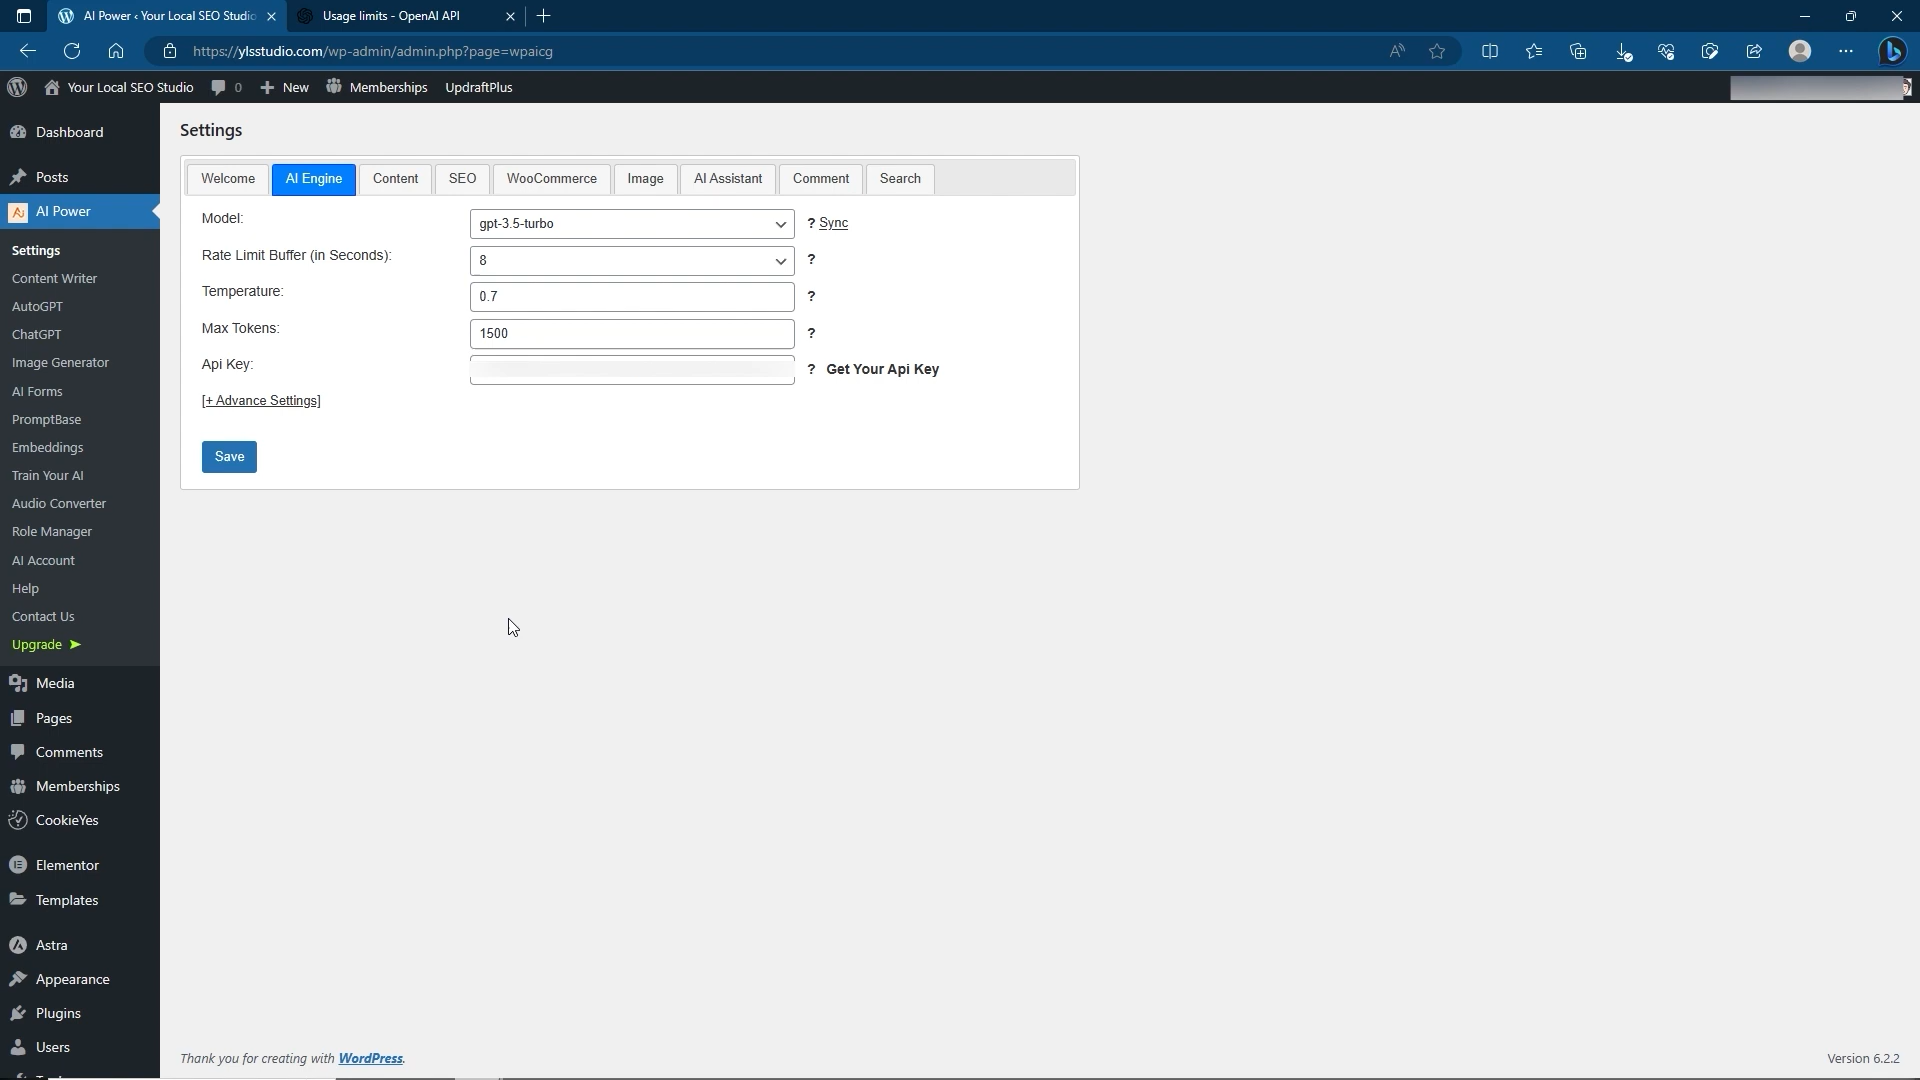 AI Power ‹ Your Local SEO Studio
Usage limits - OpenAI API
https://ylsstudio.com/wp-admin/admin.php?page=wpaicg
Your Local SEO Studio
0
New
Memberships
UpdraftPlus
Dashboard
Posts
AI Power
Settings
Content Writer
AutoGPT
ChatGPT
Image Generator
AI Forms
PromptBase
Embeddings
Train Your AI
Audio Converter
Role Manager
AI Account
Help
Contact Us
Upgrade ➤
Media
Pages
Comments
Memberships
CookieYes
Elementor
Templates
Astra
Appearance
Plugins
Users
Settings
Welcome
AI Engine
Content
SEO
WooCommerce
Image
AI Assistant
Comment
Search
Model:
gpt-3.5-turbo
? Sync
Rate Limit Buffer (in Seconds):
8
?
Temperature:
0.7
?
Max Tokens:
1500
?
Api Key:
? Get Your Api Key
[+ Advance Settings]
Save
Thank you for creating with WordPress.
Version 6.2.2